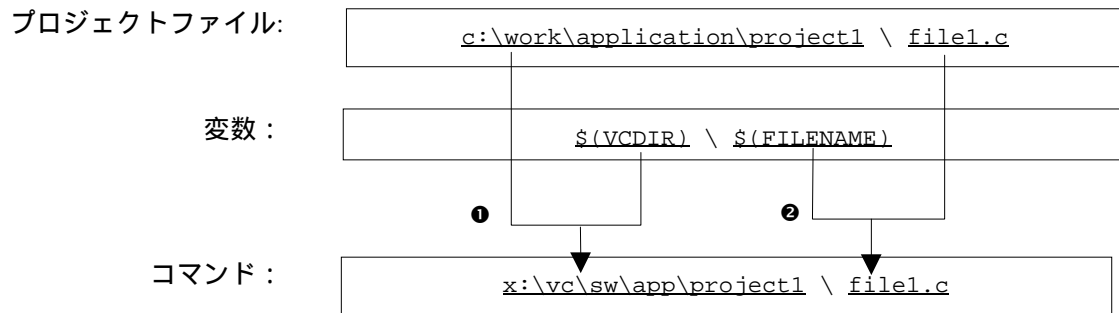 プロジェクトファイル:
c:\work\application\project1 \ file1.c
変数：
$(VCDIR) \ $(FILENAME)
❶
❷
コマンド：
x:\vc\sw\app\project1 \ file1.c